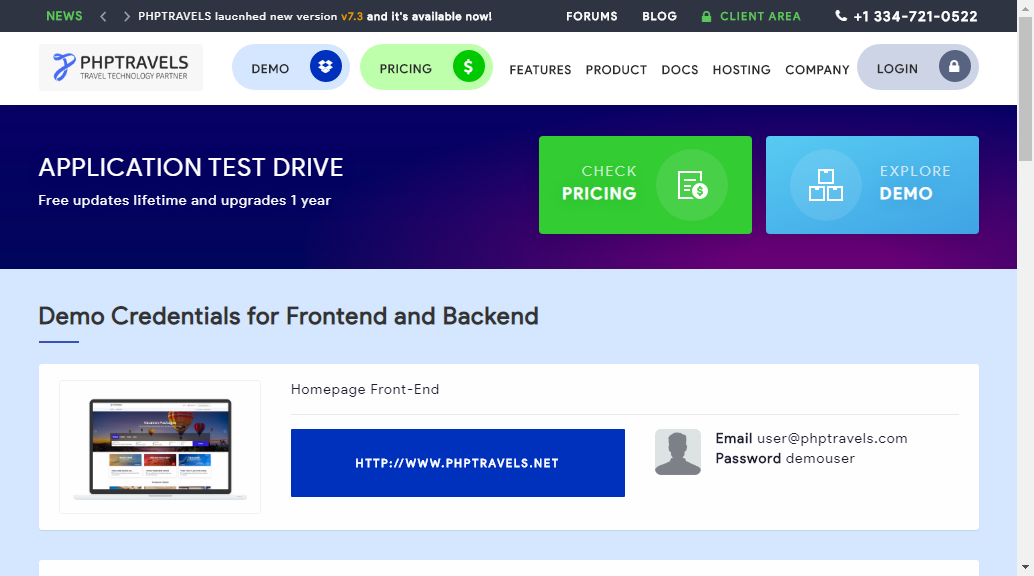 NEWS PHPTRAVELS laucnhed new version v7.3 and it's available now! FORUMS BLOG CLIENT AREA +1 334-721-0522
PHPTRAVELS
TRAVEL TECHNOLOGY PARTNER
DEMO PRICING $ FEATURES PRODUCT DOCS HOSTING COMPANY LOGIN
APPLICATION TEST DRIVE
Free updates lifetime and upgrades 1 year
CHECK
PRICING
$
EXPLORE
DEMO
Demo Credentials for Frontend and Backend
Homepage Front-End
HTTP://WWW.PHPTRAVELS.NET
Email user@phptravels.com
Password demouser